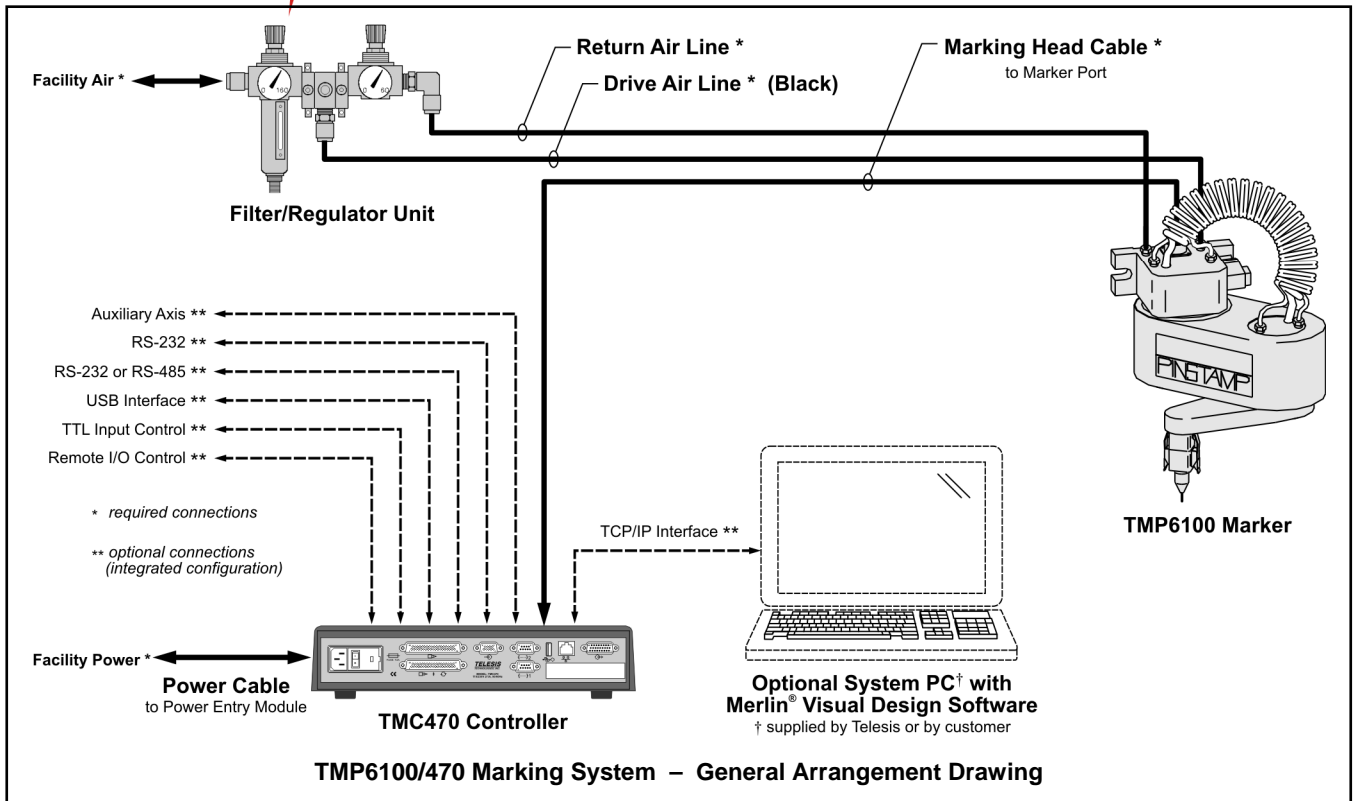 Return Air Line *
Drive Air Line * (Black)
Marking Head Cable *
to Marker Port
Facility Air *
0 160
0 60
Filter/Regulator Unit
Auxiliary Axis **
RS-232 **
RS-232 or RS-485 **
USB Interface **
TTL Input Control **
Remote I/O Control **
* required connections
** optional connections
(integrated configuration)
TCP/IP Interface **
PINSTAMP
TMP6100 Marker
Facility Power *
Power Cable
to Power Entry Module
TELESIS
TMC470 Controller
Optional System PC† with
Merlin® Visual Design Software
† supplied by Telesis or by customer
TMP6100/470 Marking System – General Arrangement Drawing